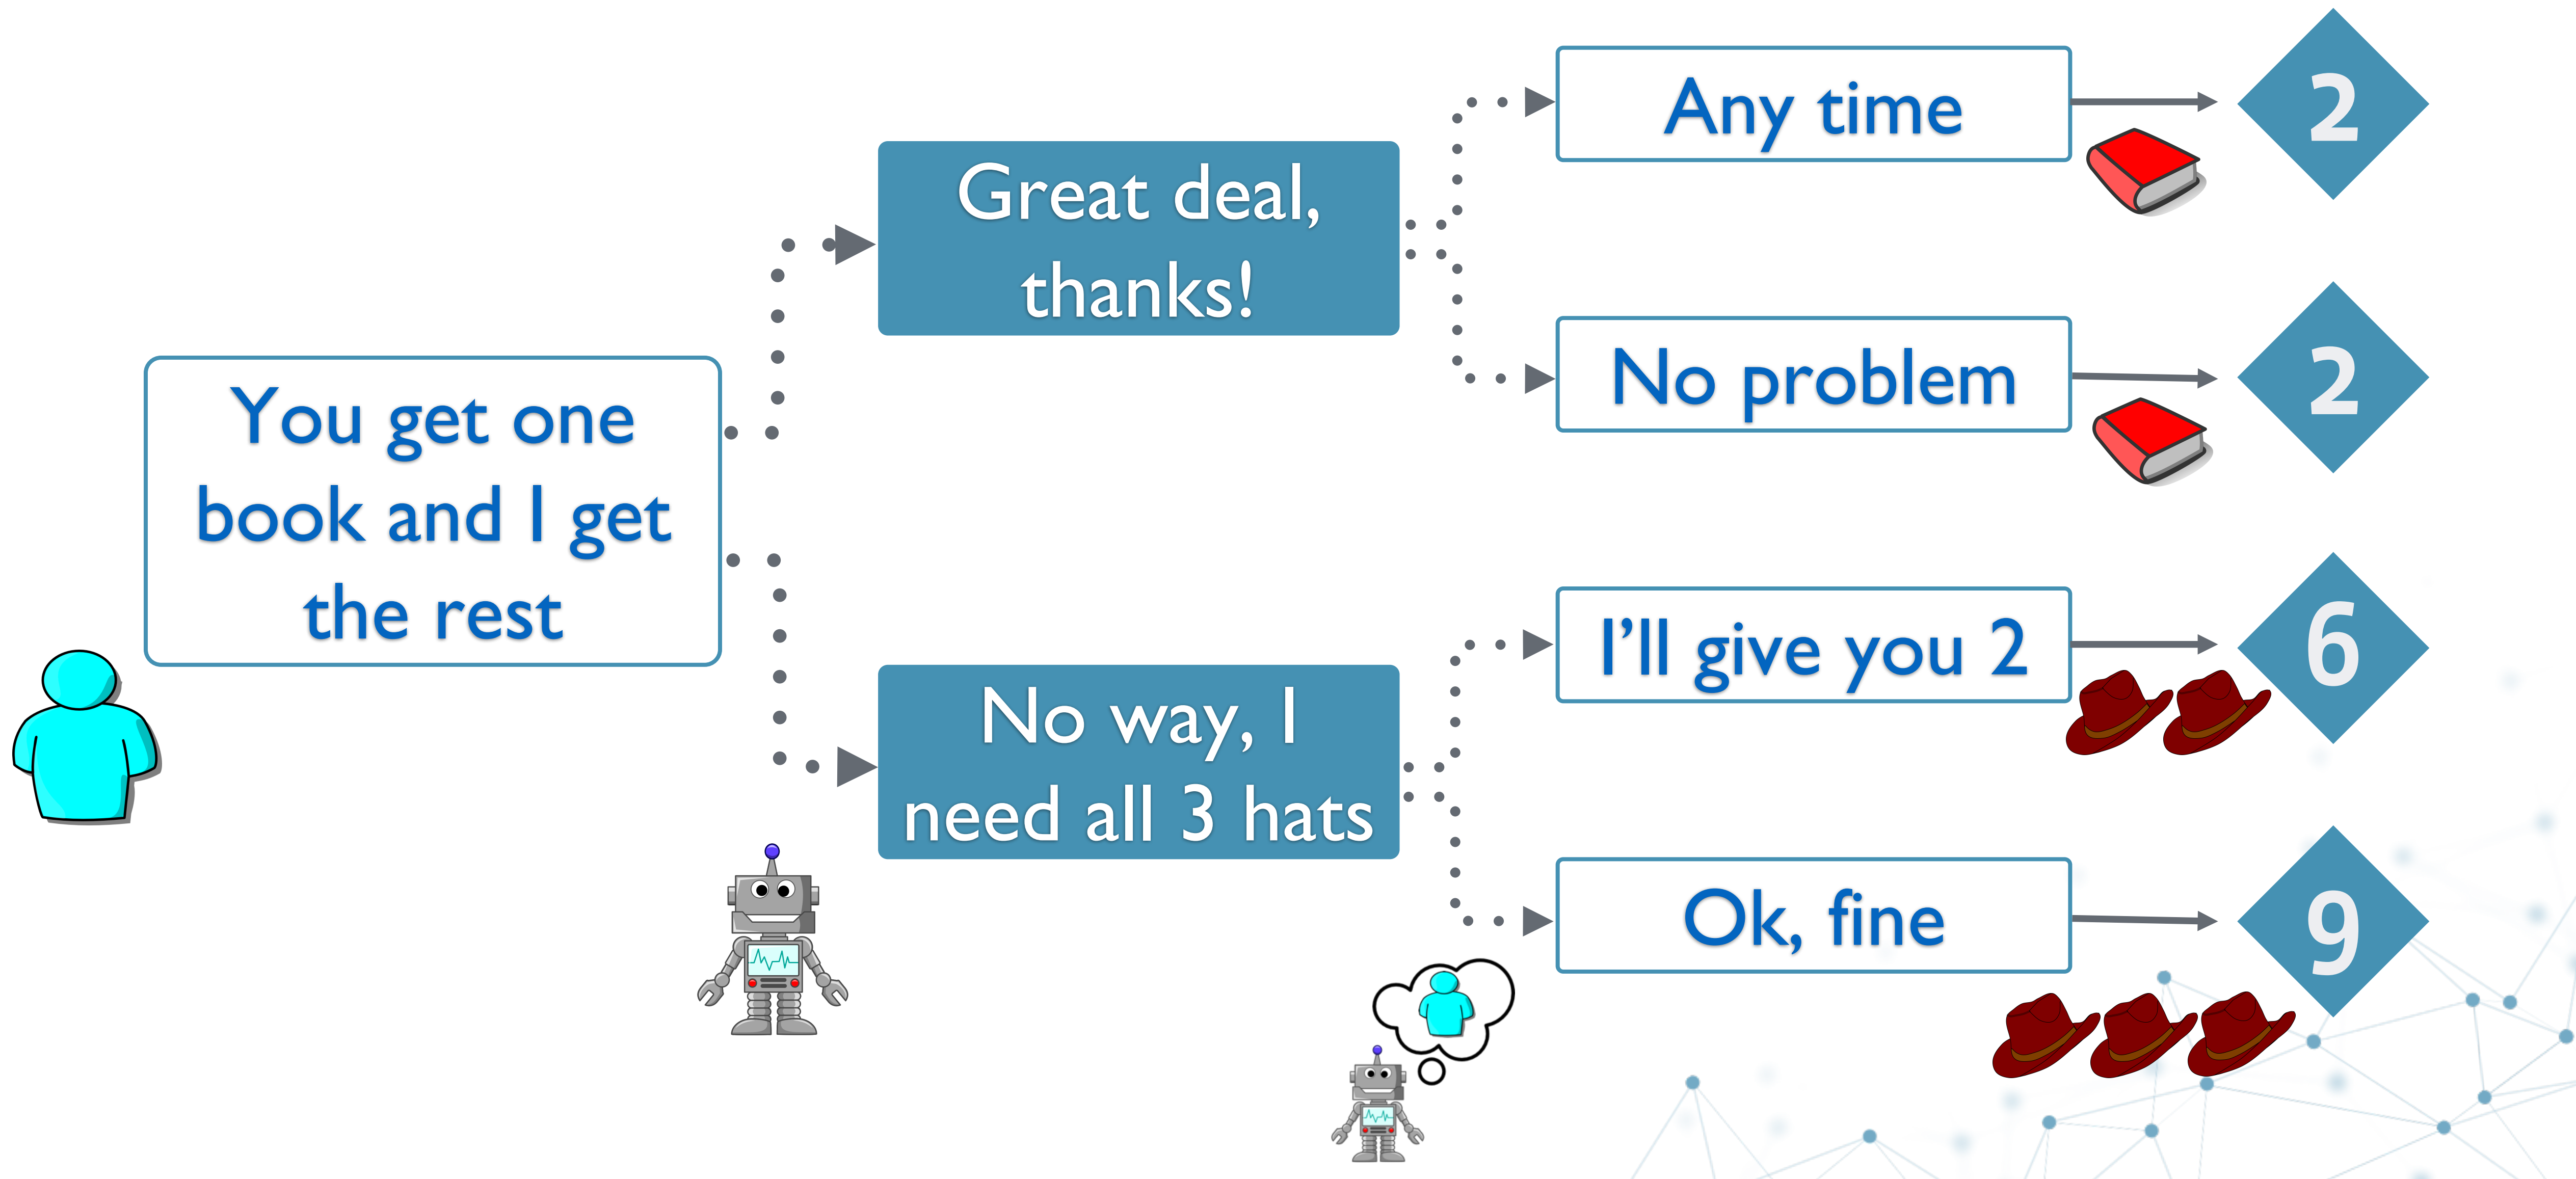 You get one
book and I get
the rest
Great deal,
thanks!
No way, I
need all 3 hats
Any time
2
No problem
2
I’ll give you 2
6
Ok, fine
9